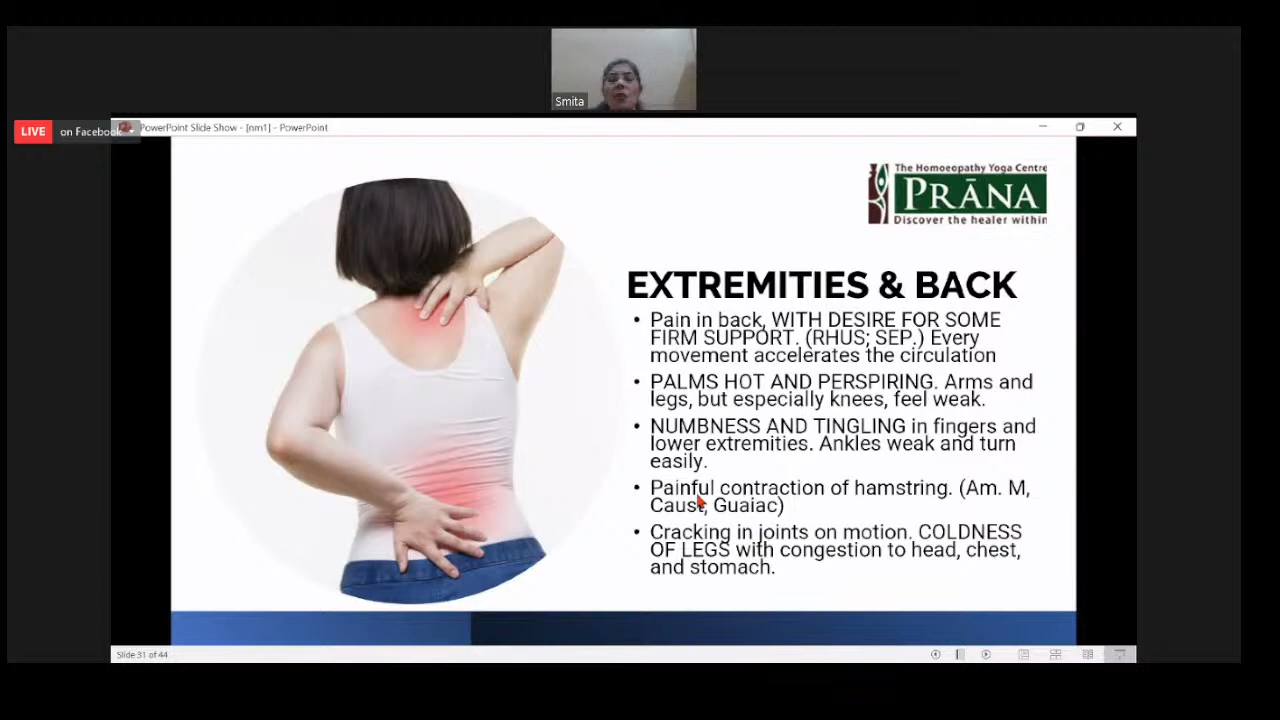 Smita
LIVE on Facebook
PowerPoint Slide Show - [nm1] - PowerPoint
The Homoeopathy Yoga Centre
PRĀNA
Discover the healer within
EXTREMITIES & BACK
• Pain in back, WITH DESIRE FOR SOME
FIRM SUPPORT. (RHUS; SEP.) Every
movement accelerates the circulation
• PALMS HOT AND PERSPIRING. Arms and
legs, but especially knees, feel weak.
• NUMBNESS AND TINGLING in fingers and
lower extremities. Ankles weak and turn
easily.
• Painful contraction of hamstring. (Am. M,
Caust, Guaiac)
• Cracking in joints on motion. COLDNESS
OF LEGS with congestion to head, chest,
and stomach.
Slide 31 of 44